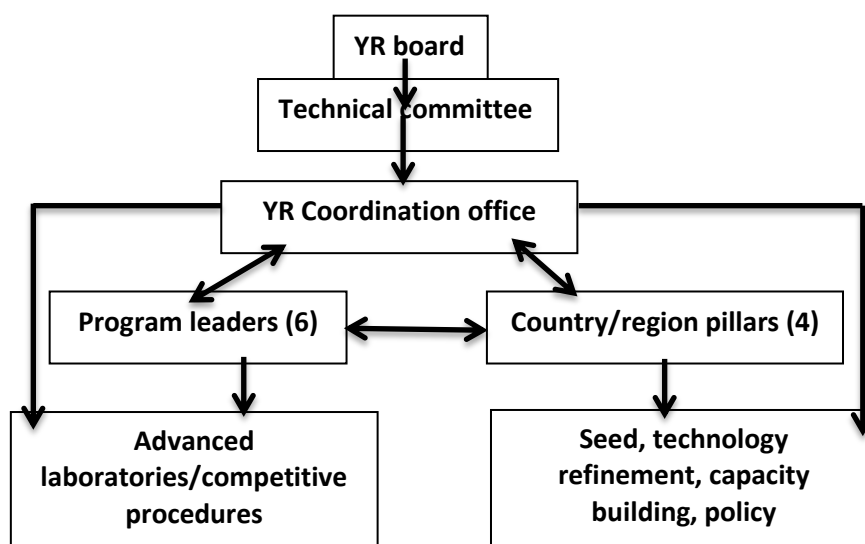 YR board
Technical committee
YR Coordination office
Program leaders (6)
Country/region pillars (4)
Advanced
laboratories/competitive
procedures
Seed, technology
refinement, capacity
building, policy